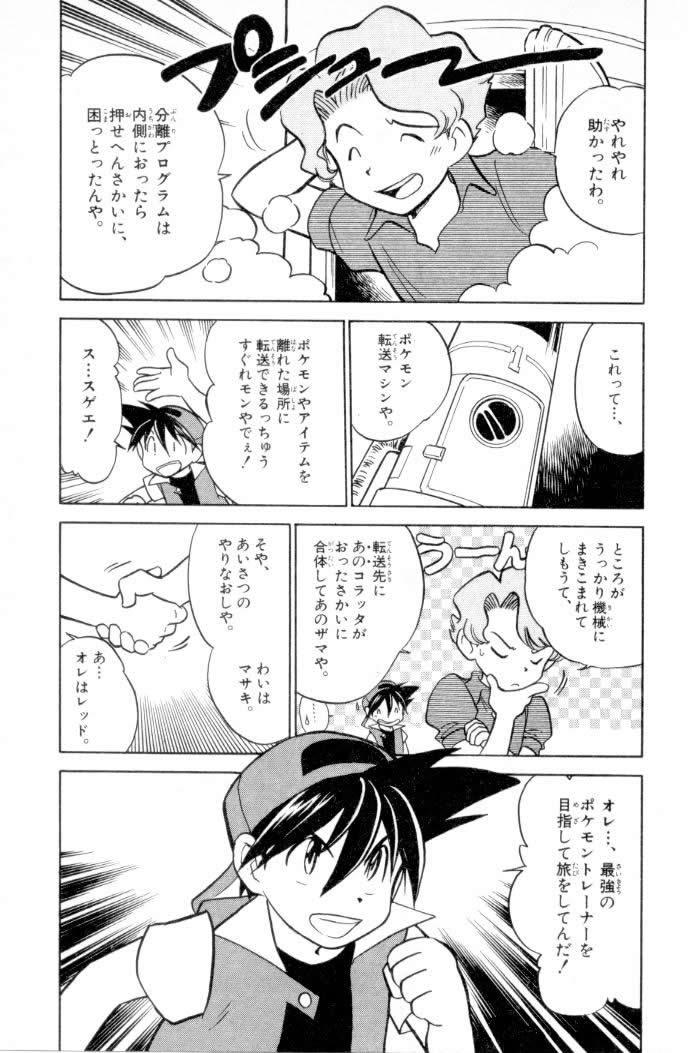 プシューー
やれやれ
助かったわ。
分離プログラムは
内側におったら
押せへんさかいに、
困っとったんや。
これって…、
1
ポケモン
転送マシンや。
ポケモンやアイテムを
離れた場所に
転送できるっちゅう
すぐれモンやでぇ!
ス…スゲエ!
ところが
うっかり機械に
まきこまれて
しもうて、
うーん
転送先に
あのコラッタが
おったさかいに
合体してあのザマや。
そや、
あいさつの
やりなおしや。
わいは
マサキ。
あ…
オレはレッド。
オレ…、最強の
ポケモントレーナーを
目指して旅をしてんだ!